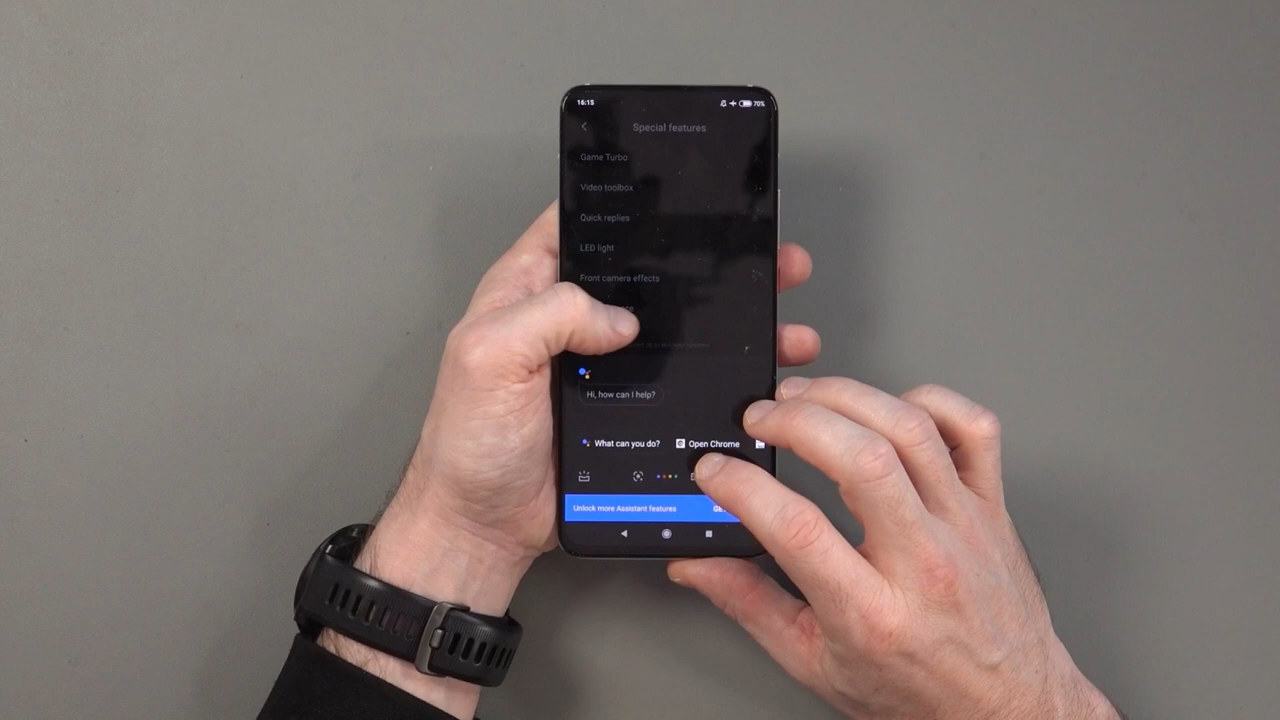 16:15 70%
Special features
Game Turbo
Video toolbox
Quick replies
LED light
Front camera effects
Hi, how can I help?
What can you do? Open Chrome
Unlock more Assistant features